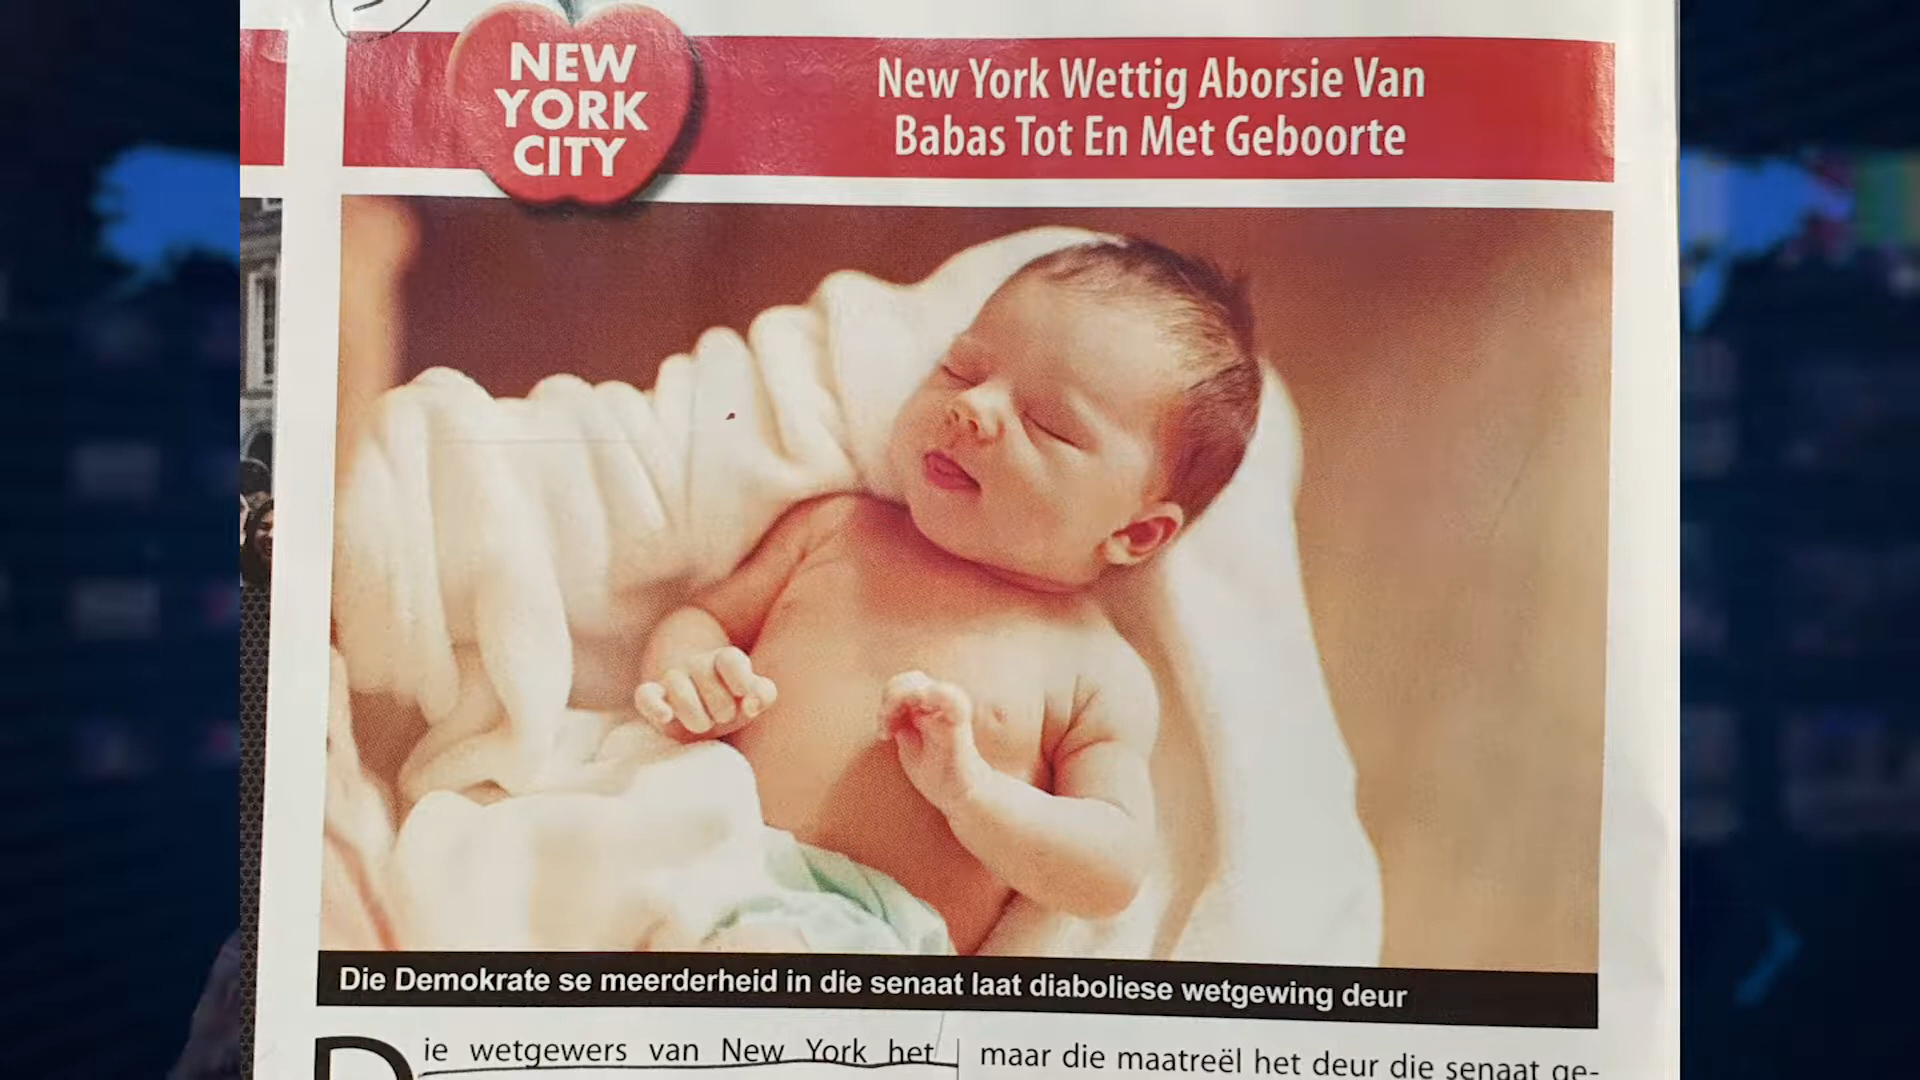 NEW
YORK
CITY
New York Wettig Aborsie Van
Babas Tot En Met Geboorte
Die Demokrate se meerderheid in die senaat laat diaboliese wetgewing deur
Die wetgewers van New York het
maar die maatreël het deur die senaat ge-